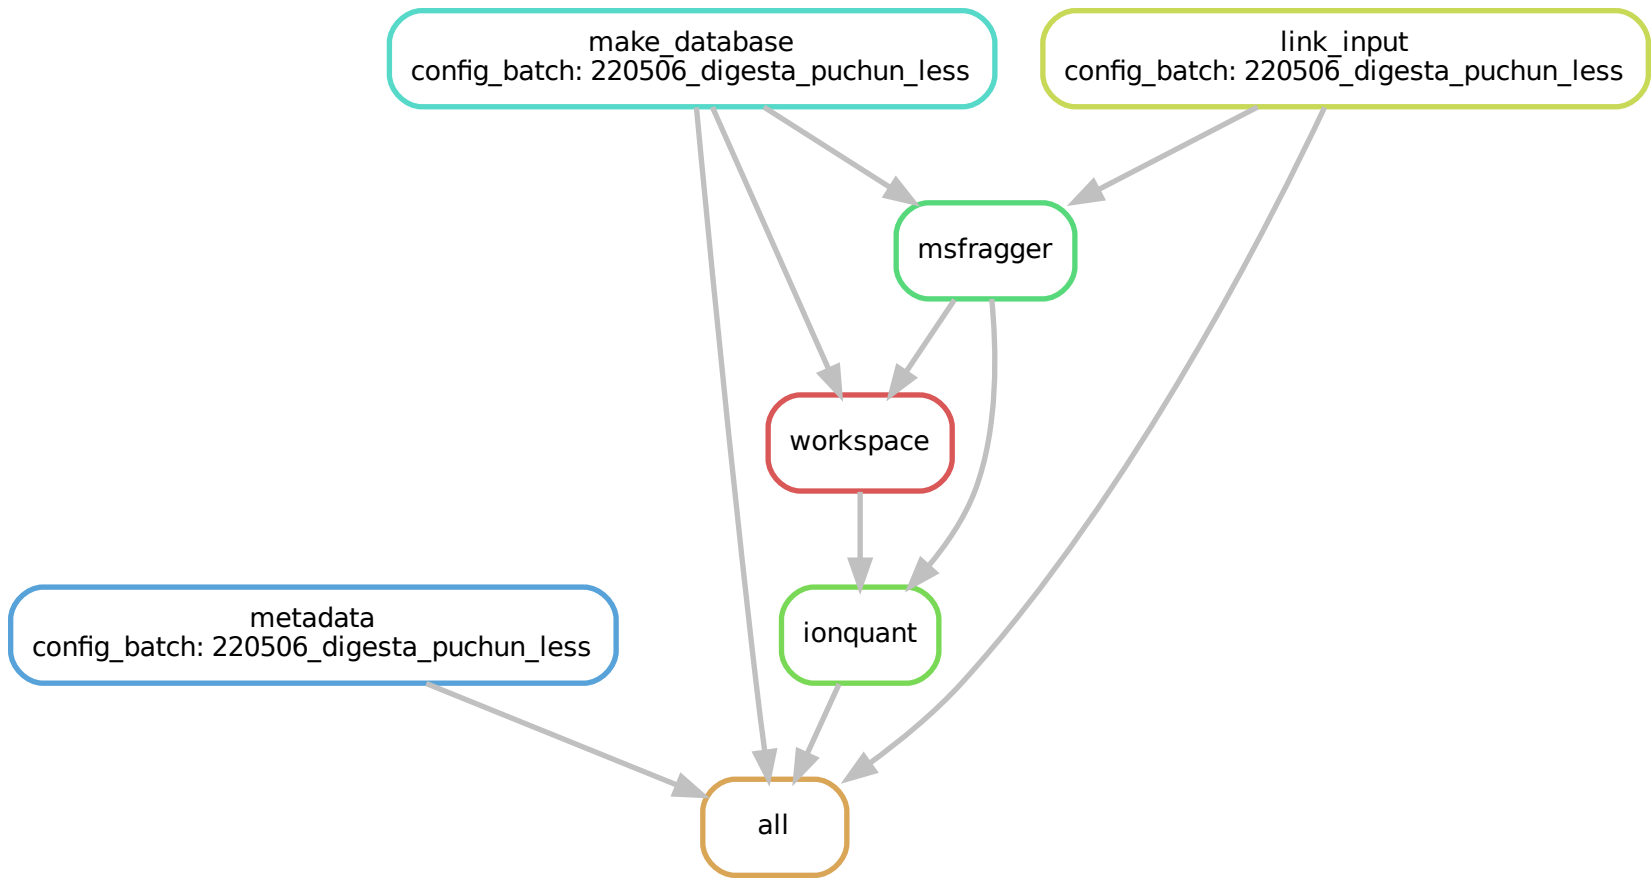 make_database
config_batch: 220506_digesta_puchun_less
link_input
config_batch: 220506_digesta_puchun_less
msfragger
workspace
metadata
config_batch: 220506_digesta_puchun_less
ionquant
all